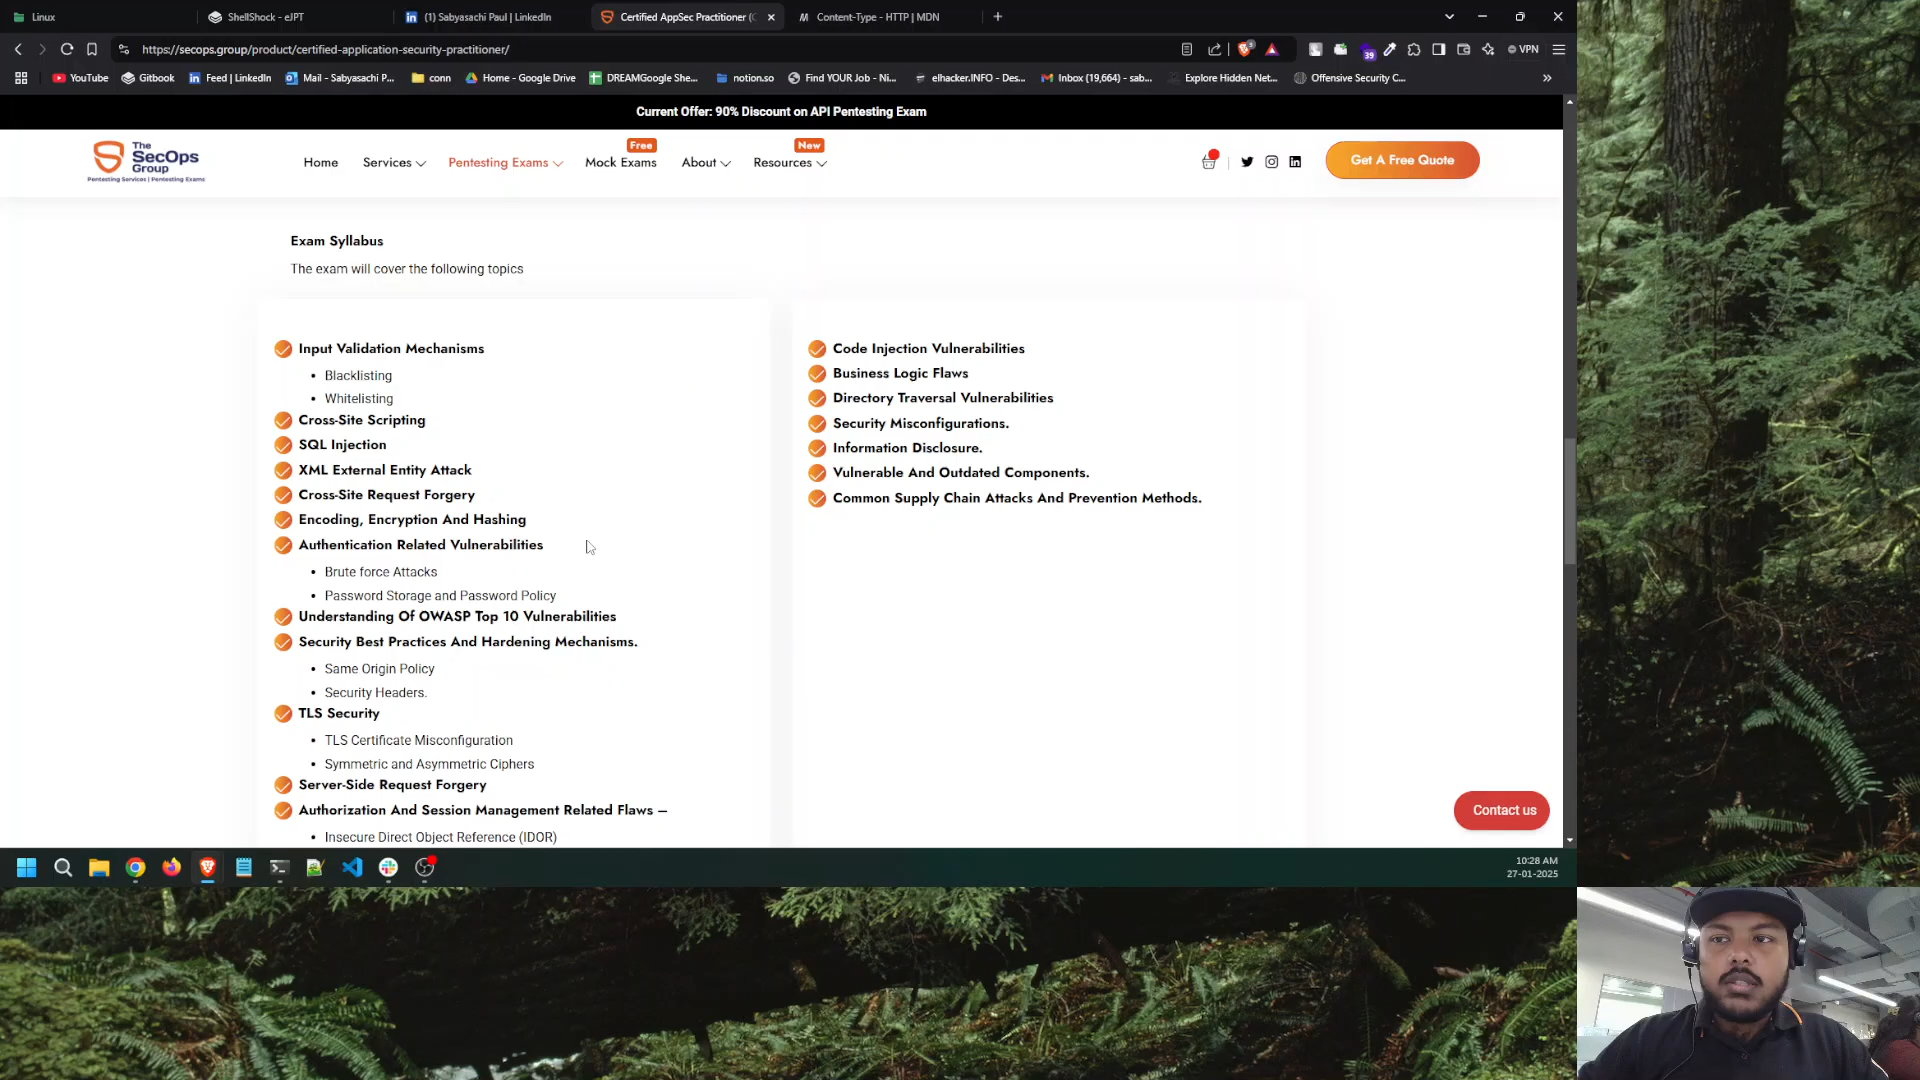 Linux
ShellShock - eJPT
(1) Sabyasachi Paul | LinkedIn
Certified AppSec Practitioner (C
Content-Type - HTTP | MDN
https://secops.group/product/certified-application-security-practitioner/
3
39
VPN
YouTube
Gitbook
Feed | LinkedIn
Mail - Sabyasachi P...
conn
Home - Google Drive
DREAMGoogle She...
notion.so
Find YOUR Job - Ni...
elhacker.INFO - Des...
Inbox (19,664) - sab...
Explore Hidden Net...
Offensive Security C...
Current Offer: 90% Discount on API Pentesting Exam
The
SecOps
Group
Pentesting Services | Pentesting Exams
Home
Services
Pentesting Exams
Free
Mock Exams
About
New
Resources
Get A Free Quote
Exam Syllabus
The exam will cover the following topics
Input Validation Mechanisms
• Blacklisting
• Whitelisting
Cross-Site Scripting
SQL Injection
XML External Entity Attack
Cross-Site Request Forgery
Encoding, Encryption And Hashing
Authentication Related Vulnerabilities
• Brute force Attacks
• Password Storage and Password Policy
Understanding Of OWASP Top 10 Vulnerabilities
Security Best Practices And Hardening Mechanisms.
• Same Origin Policy
• Security Headers.
TLS Security
• TLS Certificate Misconfiguration
• Symmetric and Asymmetric Ciphers
Server-Side Request Forgery
Authorization And Session Management Related Flaws –
• Insecure Direct Object Reference (IDOR)
Code Injection Vulnerabilities
Business Logic Flaws
Directory Traversal Vulnerabilities
Security Misconfigurations.
Information Disclosure.
Vulnerable And Outdated Components.
Common Supply Chain Attacks And Prevention Methods.
Contact us
10:28 AM
27-01-2025